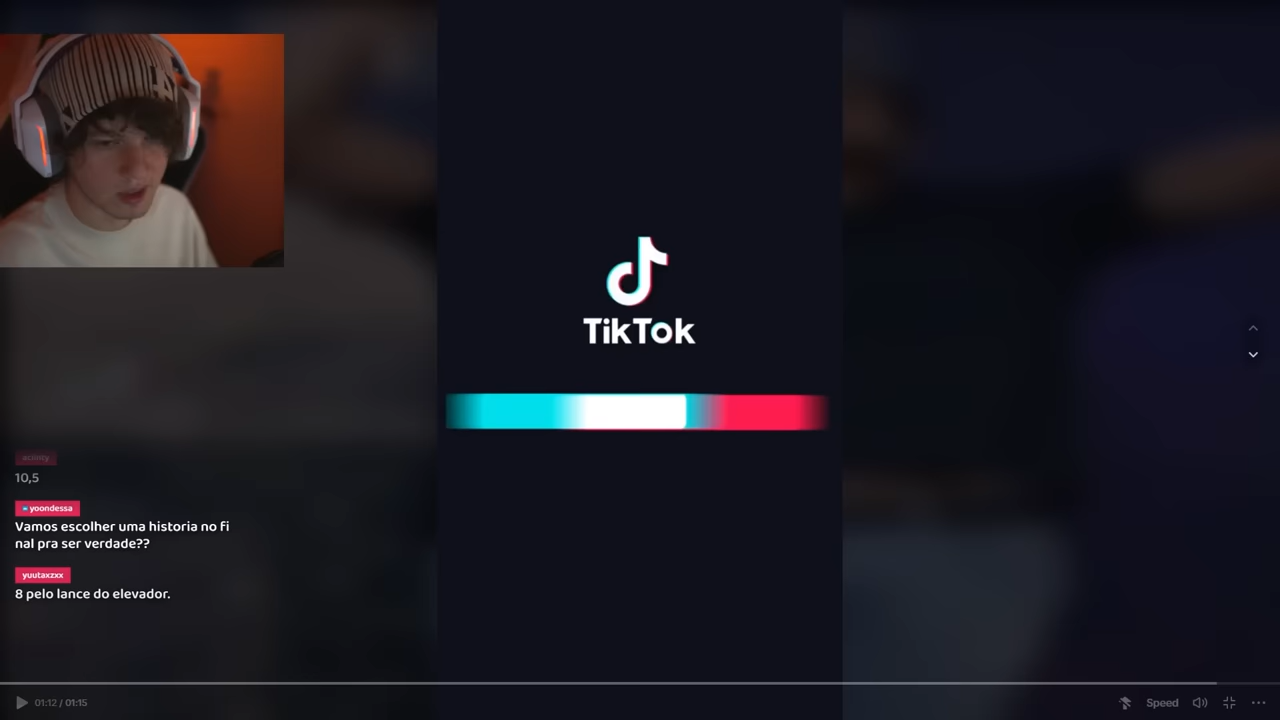 TikTok
10,5
yoondessa
Vamos escolher uma historia no fi
nal pra ser verdade??
yuutaxzxx
8 pelo lance do elevador.
01:12 / 01:15
Speed